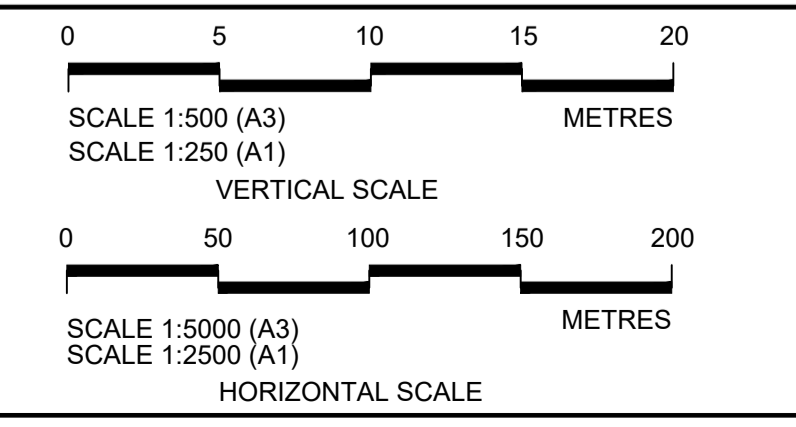 0 5 10 15 20
SCALE 1:500 (A3) METRES
SCALE 1:250 (A1)
VERTICAL SCALE
0 50 100 150 200
SCALE 1:5000 (A3) METRES
SCALE 1:2500 (A1)
HORIZONTAL SCALE